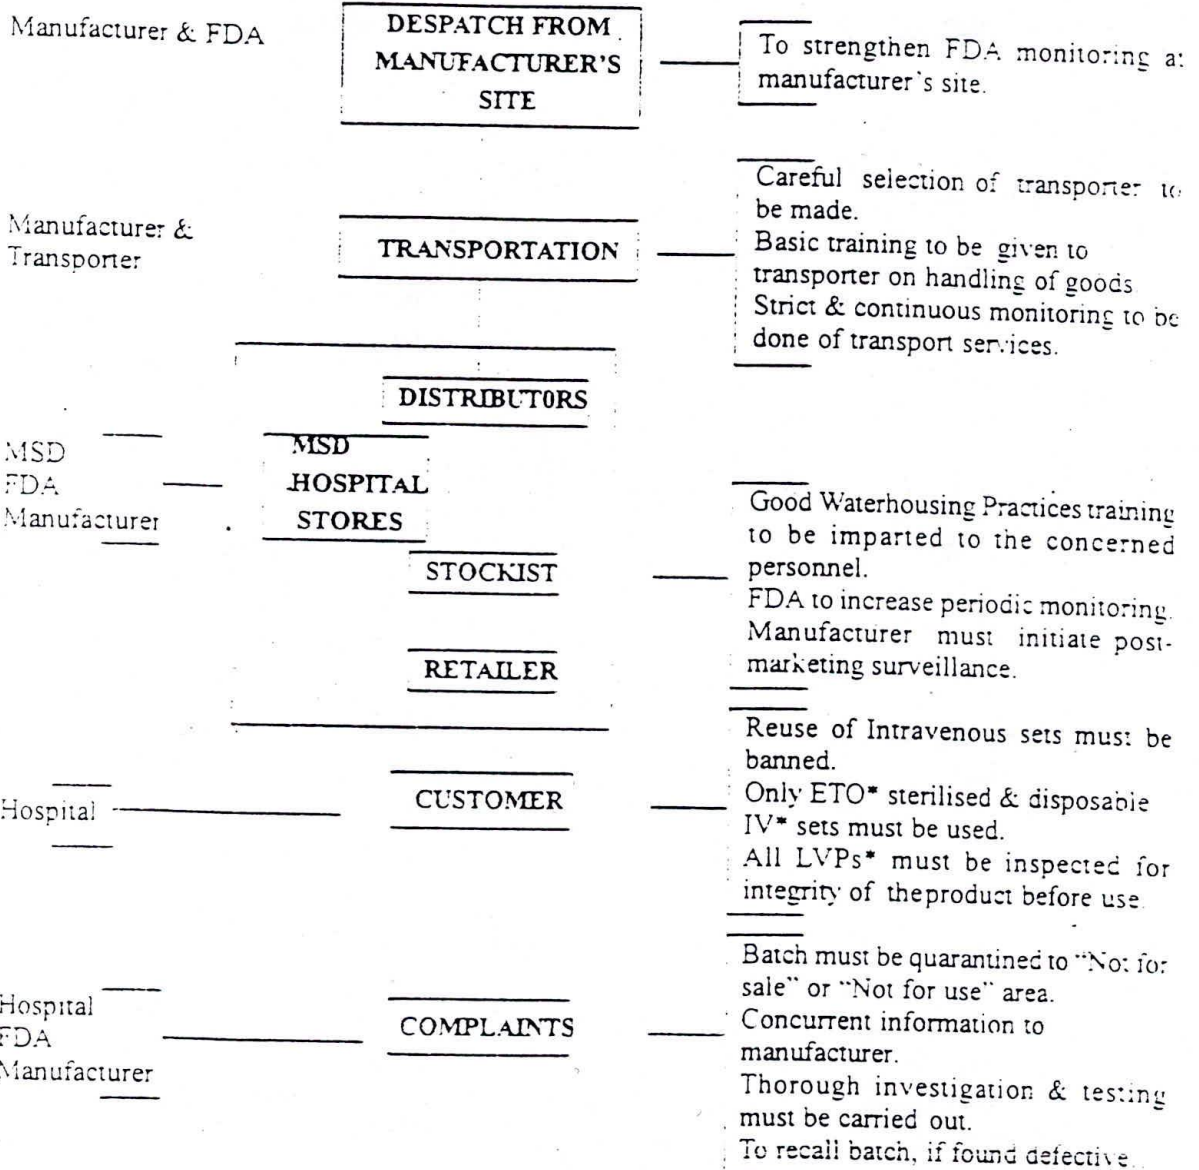 Manufacturer & FDA
DESPATCH FROM
MANUFACTURER'S
SITE
To strengthen FDA monitoring at
manufacturer's site.
Manufacturer &
Transporter
TRANSPORTATION
Careful selection of transporter to
be made.
Basic training to be given to
transporter on handling of goods
Strict & continuous monitoring to be
done of transport services.
DISTRIBUT0RS
MSD
FDA
Manufacturer
MSD
HOSPITAL
STORES
STOCKIST
RETAILER
Good Waterhousing Practices training
to be imparted to the concerned
personnel.
FDA to increase periodic monitoring.
Manufacturer must initiate post-
marketing surveillance.
Hospital
CUSTOMER
Reuse of Intravenous sets must be
banned.
Only ETO* sterilised & disposable
IV* sets must be used.
All LVPs* must be inspected for
integrity of theproduct before use.
Hospital
FDA
Manufacturer
COMPLAINTS
Batch must be quarantined to "Not for
sale" or "Not for use" area.
Concurrent information to
manufacturer.
Thorough investigation & testing
must be carried out.
To recall batch, if found defective.